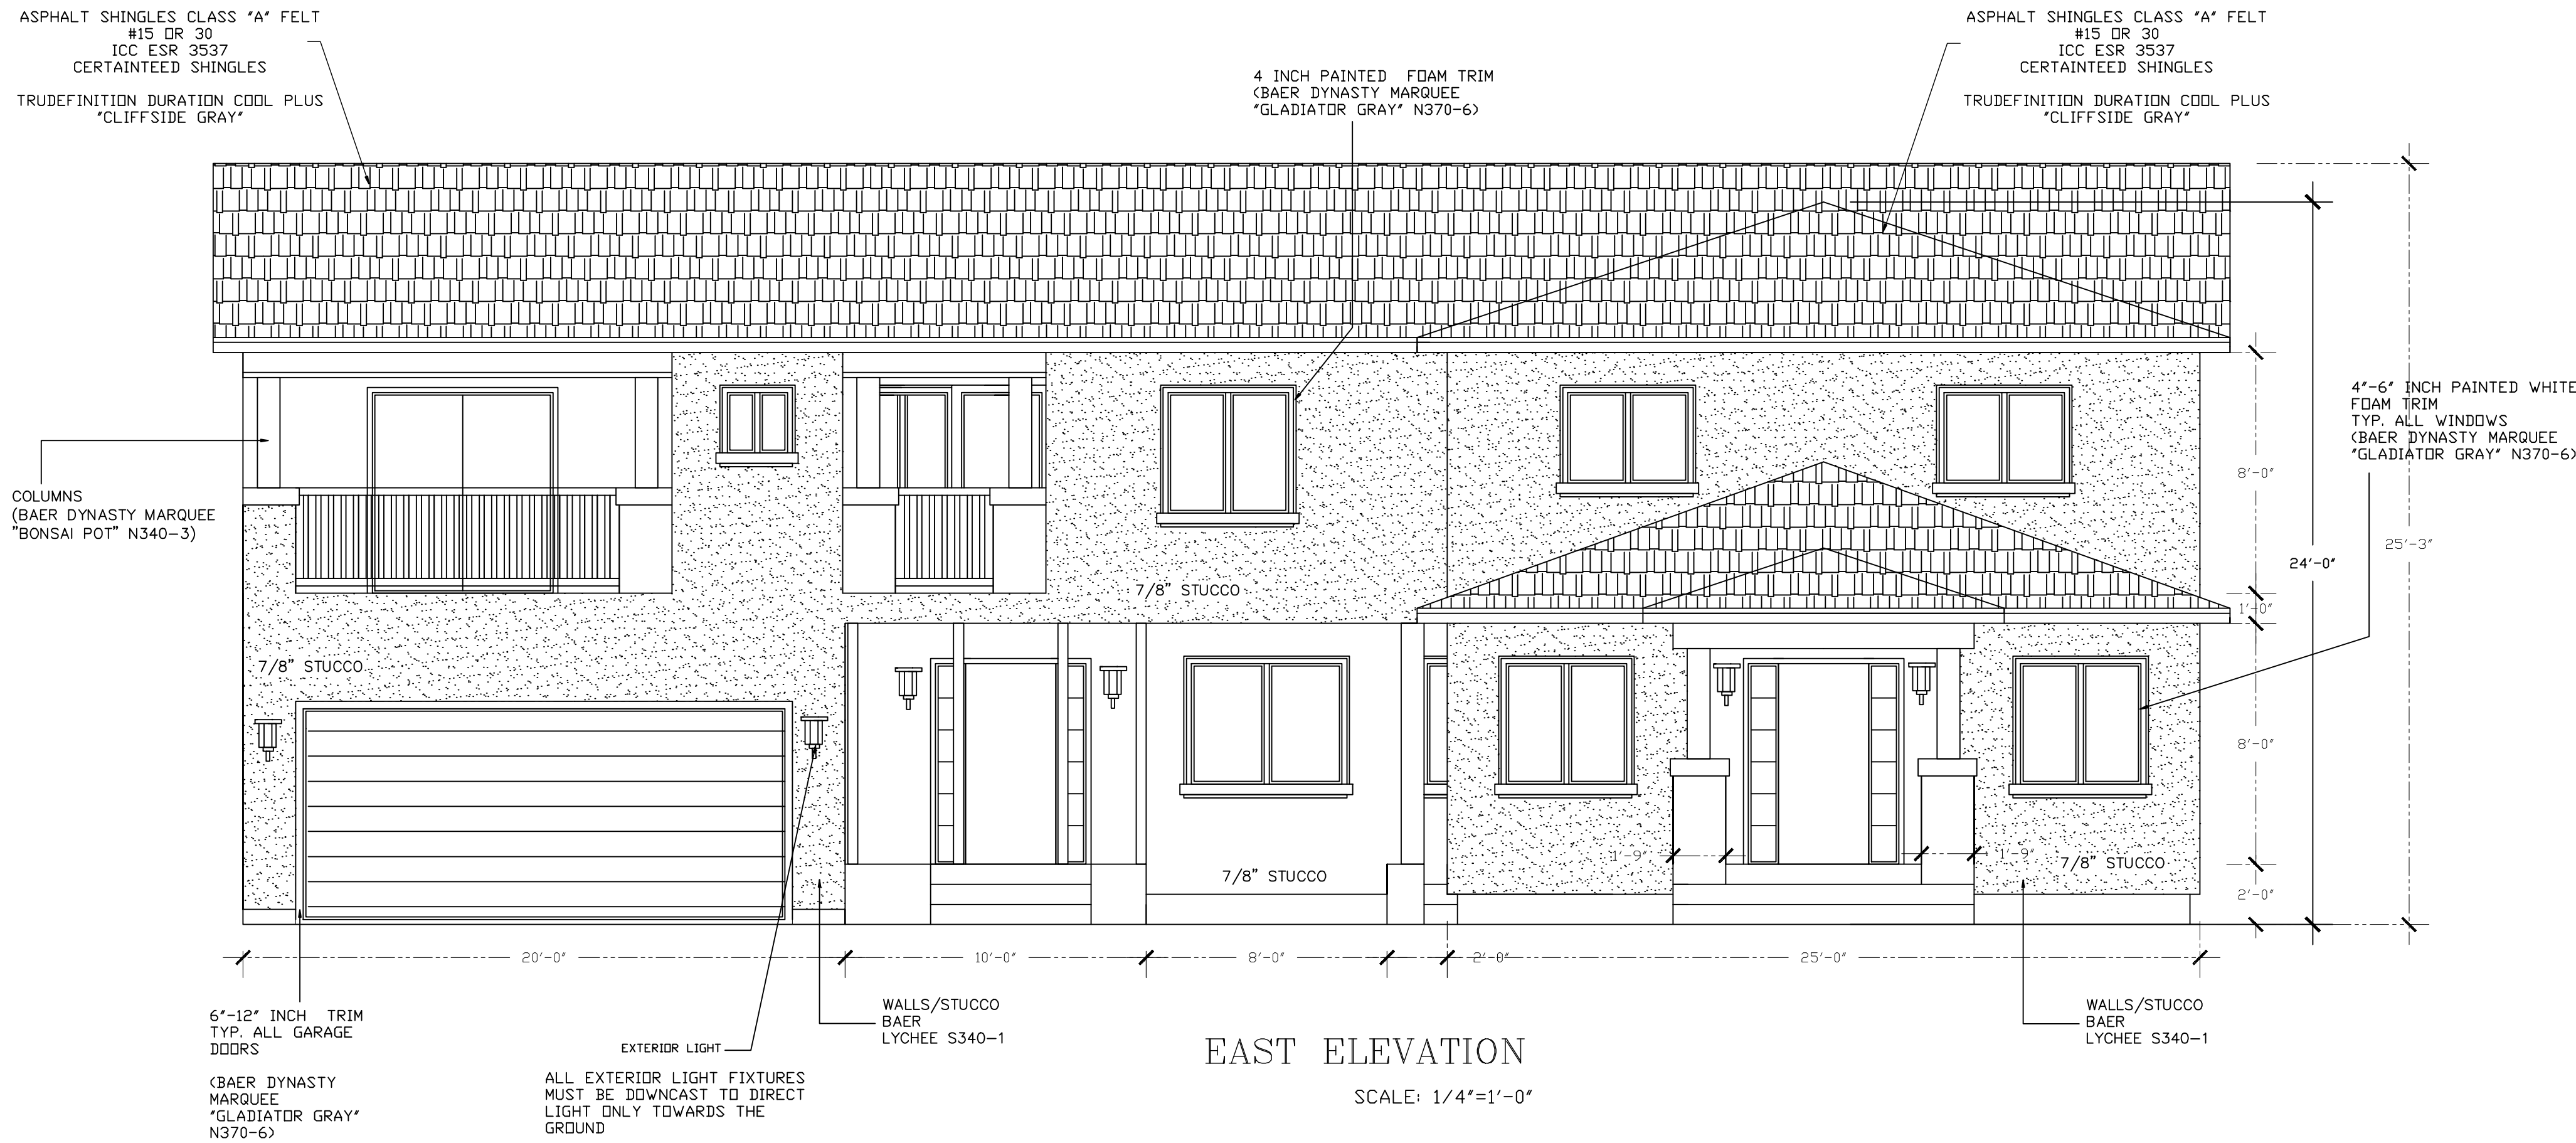 ASPHALT SHINGLES CLASS "A" FELT
#15 OR 30
ICC ESR 3537
CERTAINTEED SHINGLES
TRUDEFINITION DURATION COOL PLUS
"CLIFFSIDE GRAY"
4 INCH PAINTED FOAM TRIM
(BAER DYNASTY MARQUEE
"GLADIATOR GRAY" N370-6)
ASPHALT SHINGLES CLASS "A" FELT
#15 OR 30
ICC ESR 3537
CERTAINTEED SHINGLES
TRUDEFINITION DURATION COOL PLUS
"CLIFFSIDE GRAY"
4"-6" INCH PAINTED WHITE
FOAM TRIM
TYP. ALL WINDOWS
(BAER DYNASTY MARQUEE
"GLADIATOR GRAY" N370-6)
COLUMNS
(BAER DYNASTY MARQUEE
"BONSAI POT" N340-3)
8'-0"
25'-3"
24'-0"
1'-0"
7/8" STUCCO
7/8" STUCCO
8'-0"
1'-9"
1'-9"
7/8" STUCCO
7/8" STUCCO
2'-0"
20'-0"
10'-0"
8'-0"
2'-0"
25'-0"
6"-12" INCH TRIM
TYP. ALL GARAGE
DOORS
(BAER DYNASTY
MARQUEE
"GLADIATOR GRAY"
N370-6)
EXTERIOR LIGHT
ALL EXTERIOR LIGHT FIXTURES
MUST BE DOWNCAST TO DIRECT
LIGHT ONLY TOWARDS THE
GROUND
WALLS/STUCCO
BAER
LYCHEE S340-1
WALLS/STUCCO
BAER
LYCHEE S340-1
EAST ELEVATION
SCALE: 1/4"=1'-0"